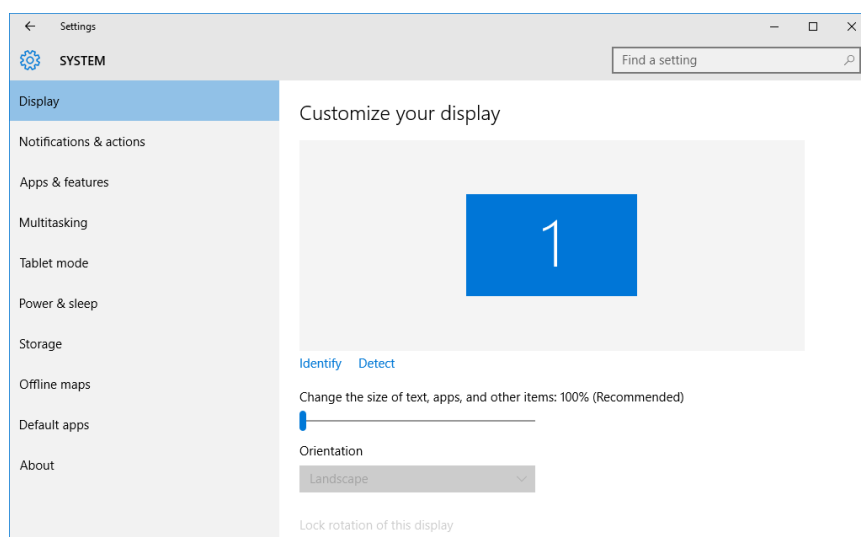 Settings
SYSTEM
Find a setting
Display
Notifications & actions
Apps & features
Multitasking
Tablet mode
Power & sleep
Storage
Offline maps
Default apps
About
Customize your display
1
Identify Detect
Change the size of text, apps, and other items: 100% (Recommended)
Orientation
Landscape
Lock rotation of this display